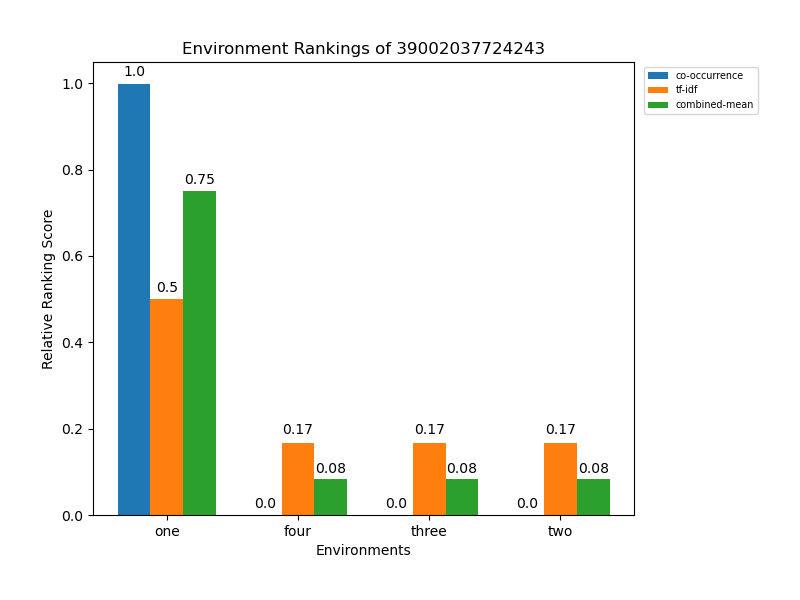 Environment Rankings of 39002037724243
co-occurrence
tf-idf
combined-mean
Relative Ranking Score
1.0
0.8
0.6
0.4
0.2
0.0
1.0
0.5
0.75
0.0
0.17
0.08
0.0
0.17
0.08
0.0
0.17
0.08
one
four
three
two
Environments